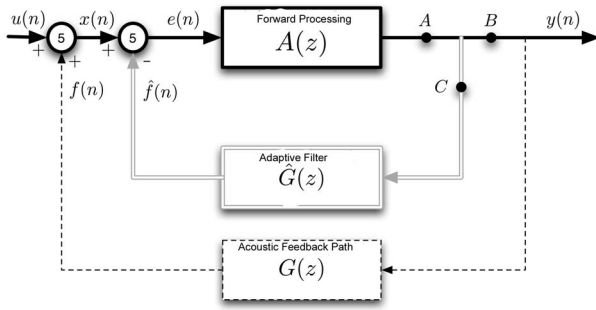 u(n) x(n) e(n) Forward Processing A B y(n)
5 5 A(z)
+ + + -
f(n) f̂(n) C
Adaptive Filter
Ĝ(z)
Acoustic Feedback Path
G(z)